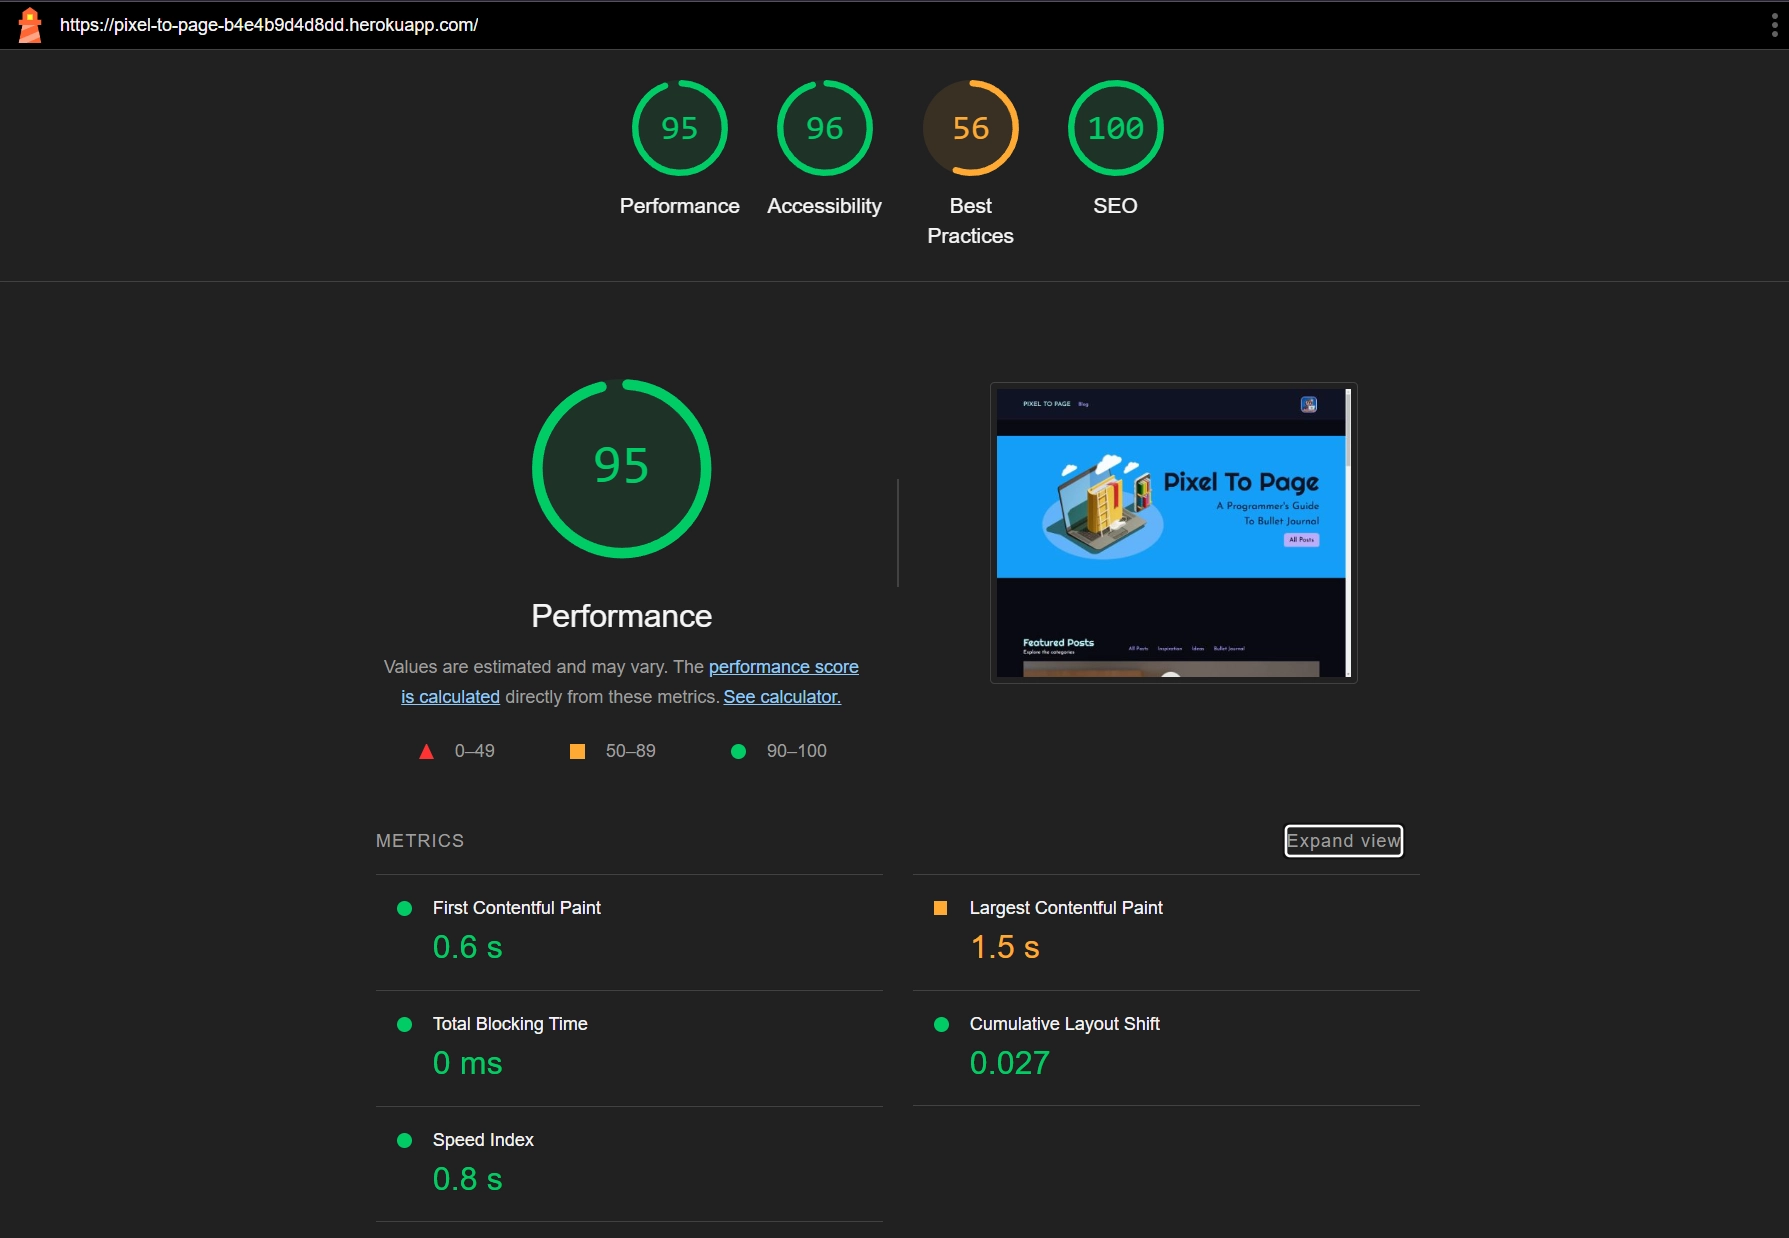 https://pixel-to-page-b4e4b9d4d8dd.herokuapp.com/
95
96
56
100
Performance
Accessibility
Best
Practices
SEO
95
Performance
Values are estimated and may vary. The performance score
is calculated directly from these metrics. See calculator.
0–49
50–89
90–100
PIXEL TO PAGE Blog
Pixel To Page
A Programmer's Guide
To Bullet Journal
All Posts
Featured Posts
Explore the categories
All Posts Inspiration Ideas Bullet Journal
METRICS
Expand view
First Contentful Paint
0.6 s
Largest Contentful Paint
1.5 s
Total Blocking Time
0 ms
Cumulative Layout Shift
0.027
Speed Index
0.8 s